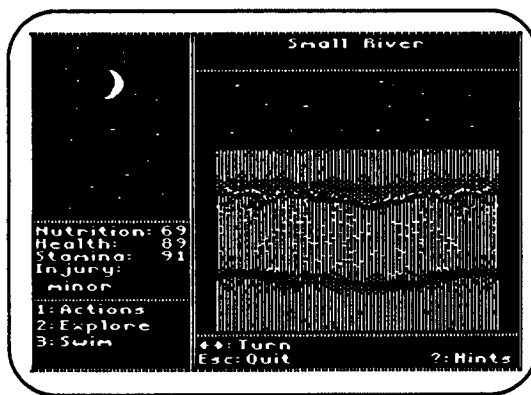 Small River
Nutrition: 69
Health: 89
Stamina: 91
Injury:
minor
1: Actions
2: Explore
3: Swim
↔: Turn
Esc: Quit ?: Hints